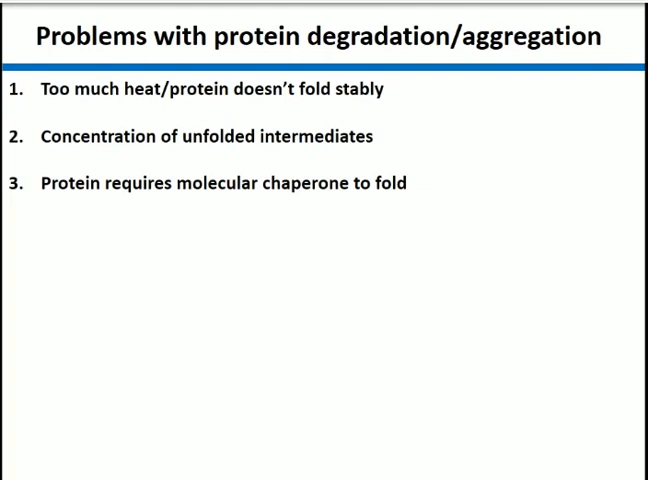 Problems with protein degradation/aggregation
1. Too much heat/protein doesn't fold stably
2. Concentration of unfolded intermediates
3. Protein requires molecular chaperone to fold